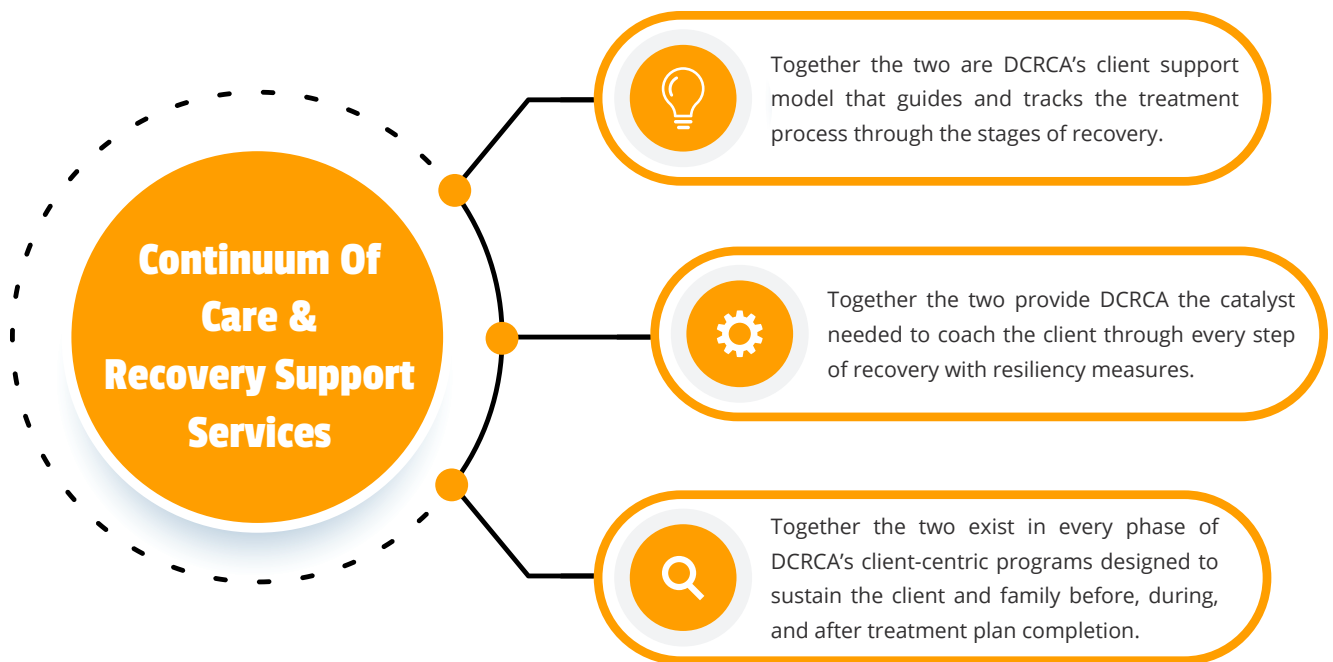 Continuum Of
Care &
Recovery Support
Services
Together the two are DCRCA’s client support
model that guides and tracks the treatment
process through the stages of recovery.
Together the two provide DCRCA the catalyst
needed to coach the client through every step
of recovery with resiliency measures.
Together the two exist in every phase of
DCRCA’s client-centric programs designed to
sustain the client and family before, during,
and after treatment plan completion.